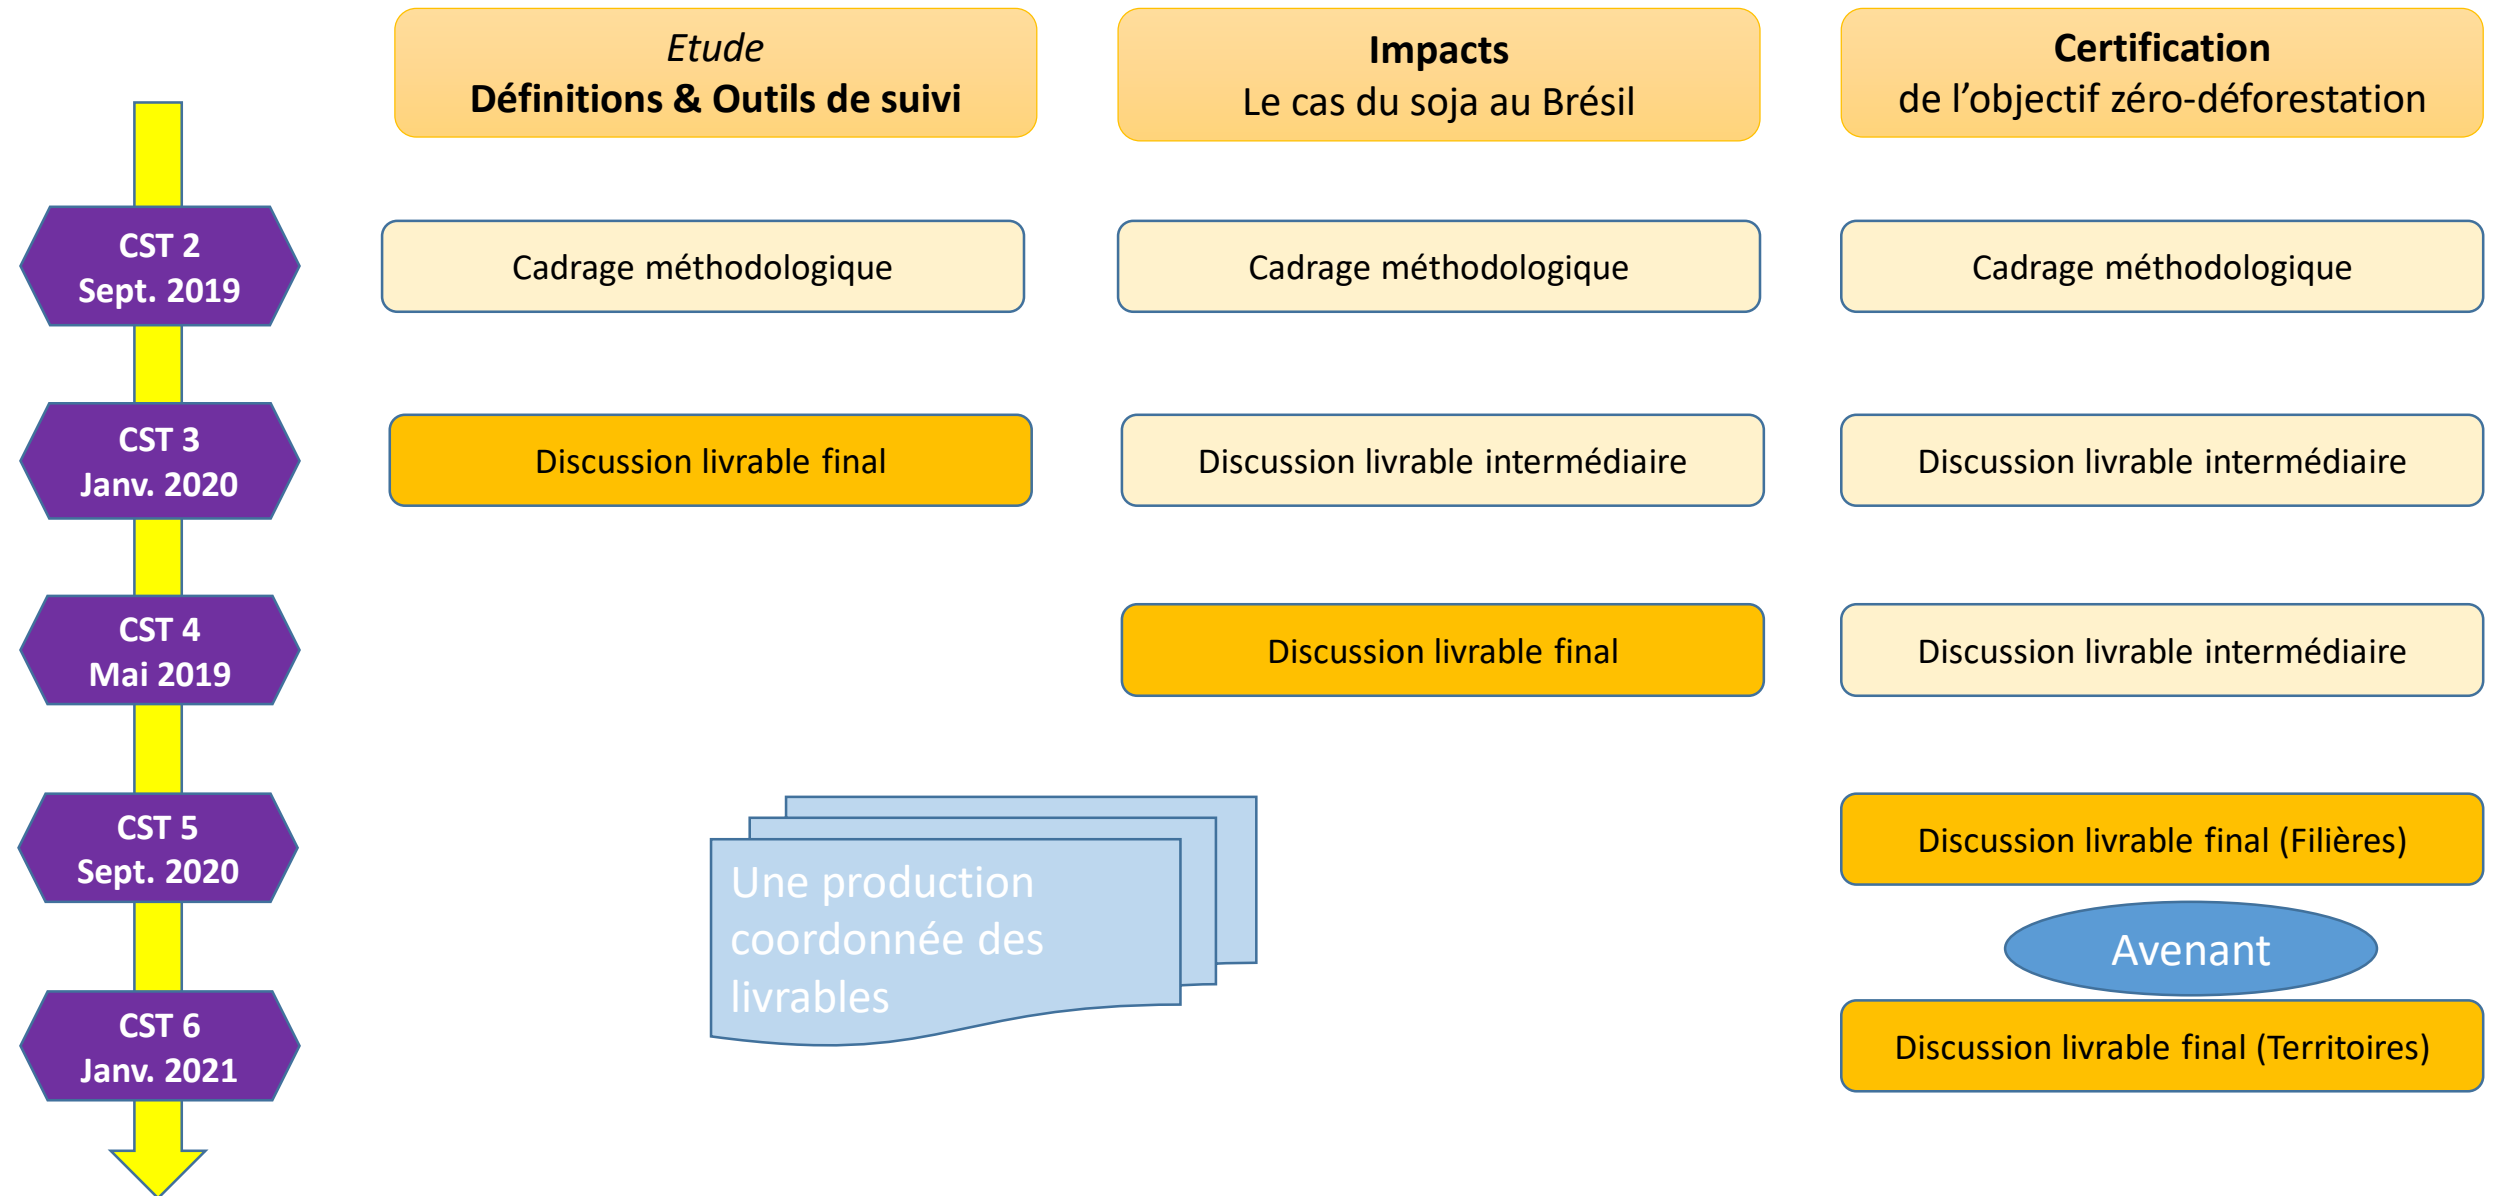 Etude
Définitions & Outils de suivi
Impacts
Le cas du soja au Brésil
Certification
de l’objectif zéro-déforestation
CST 2
Sept. 2019
Cadrage méthodologique
Cadrage méthodologique
Cadrage méthodologique
CST 3
Janv. 2020
Discussion livrable final
Discussion livrable intermédiaire
Discussion livrable intermédiaire
CST 4
Mai 2019
Discussion livrable final
Discussion livrable intermédiaire
CST 5
Sept. 2020
Une production
coordonnée des
livrables
Discussion livrable final (Filières)
Avenant
CST 6
Janv. 2021
Discussion livrable final (Territoires)